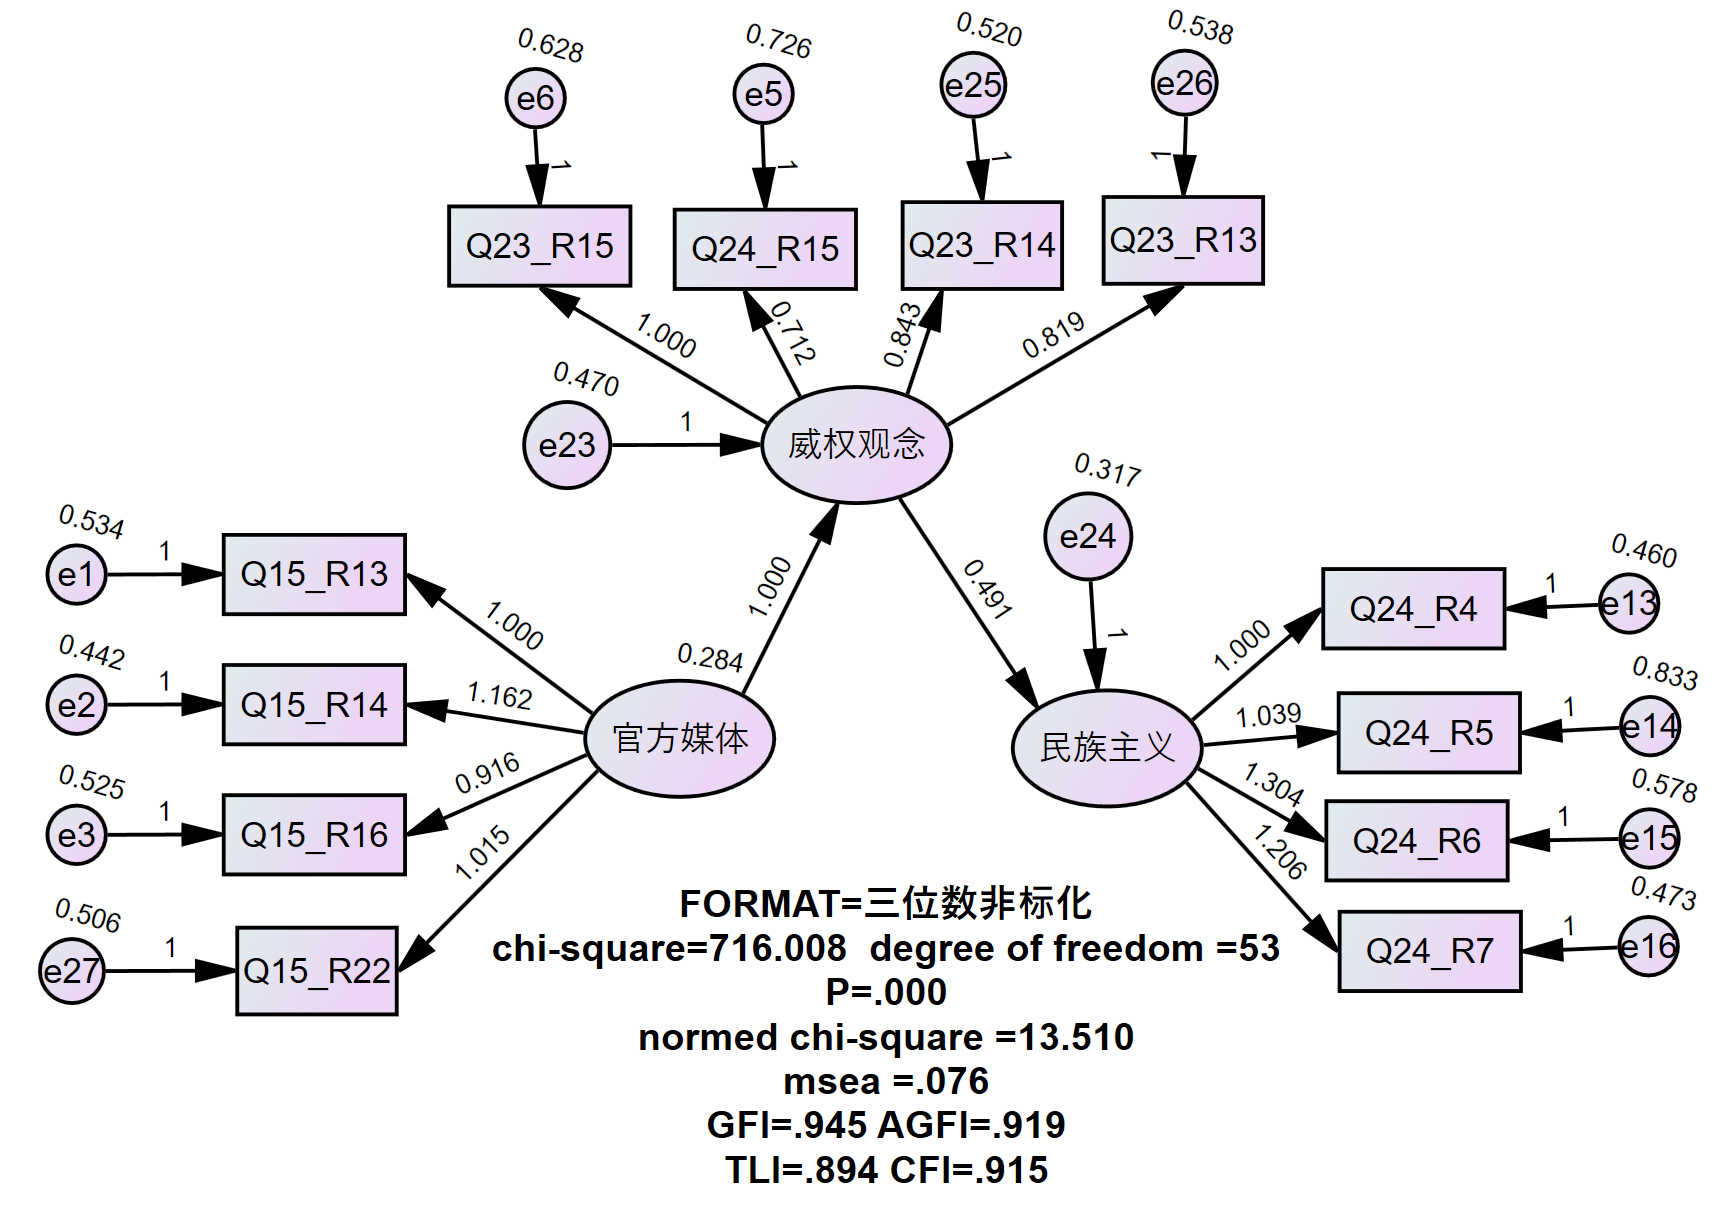 0.628
0.726
0.520
0.538
e6
e5
e25
e26
1
1
1
1
Q23_R15
Q24_R15
Q23_R14
Q23_R13
1.000
0.712
0.843
0.819
0.470
e23
1
威权观念
0.317
e24
1
0.534
e1
1
Q15_R13
1.000
0.442
e2
1
Q15_R14
1.162
0.525
e3
1
Q15_R16
0.916
0.506
e27
1
Q15_R22
1.015
0.284
官方媒体
1.000
0.491
民族主义
1.000
Q24_R4
1
0.460
e13
1.039
Q24_R5
1
0.833
e14
1.304
Q24_R6
1
0.578
e15
1.206
Q24_R7
1
0.473
e16
FORMAT=三位数非标化
chi-square=716.008 degree of freedom =53
P=.000
normed chi-square =13.510
msea =.076
GFI=.945 AGFI=.919
TLI=.894 CFI=.915